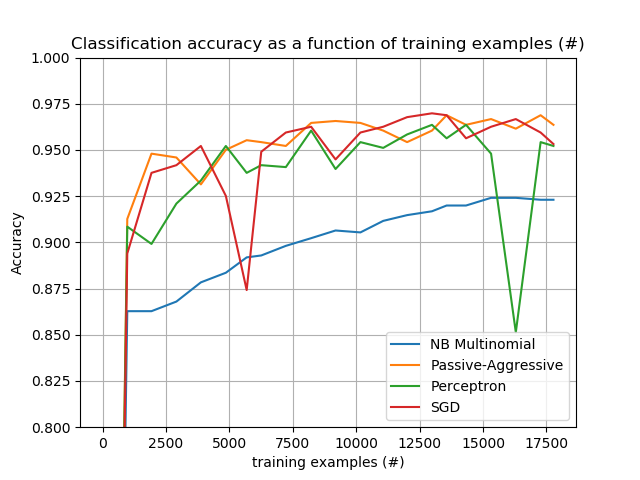 Classification accuracy as a function of training examples (#)
1.000
0.975
0.950
0.925
0.900
0.875
0.850
0.825
0.800
Accuracy
NB Multinomial
Passive-Aggressive
Perceptron
SGD
0 2500 5000 7500 10000 12500 15000 17500
training examples (#)